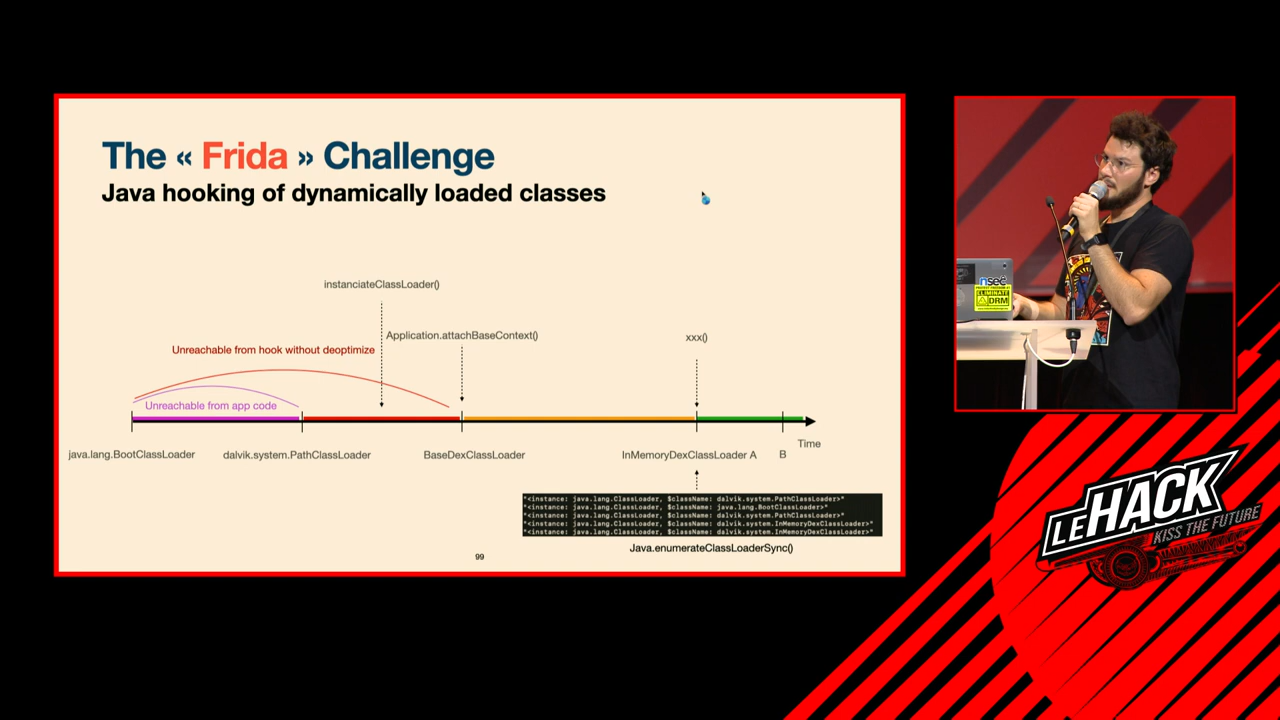 The « Frida » Challenge
Java hooking of dynamically loaded classes
instanciateClassLoader()
Application.attachBaseContext()
xxx()
Unreachable from hook without deoptimize
Unreachable from app code
Time
java.lang.BootClassLoader
dalvik.system.PathClassLoader
BaseDexClassLoader
InMemoryDexClassLoader A
B
"<instance: java.lang.ClassLoader, $className: dalvik.system.PathClassLoader>"
"<instance: java.lang.ClassLoader, $className: java.lang.BootClassLoader>"
"<instance: java.lang.ClassLoader, $className: dalvik.system.PathClassLoader>"
"<instance: java.lang.ClassLoader, $className: dalvik.system.InMemoryDexClassLoader>"
"<instance: java.lang.ClassLoader, $className: dalvik.system.InMemoryDexClassLoader>"
Java.enumerateClassLoaderSync()
99
nsec
ELIMINATE
DRM
LEHACK
KISS THE FUTURE